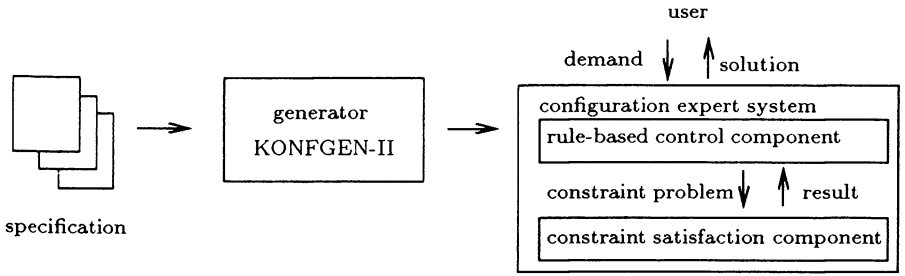 user
demand
solution
generator
KONFGEN-II
configuration expert system
rule-based control component
constraint problem
result
constraint satisfaction component
specification